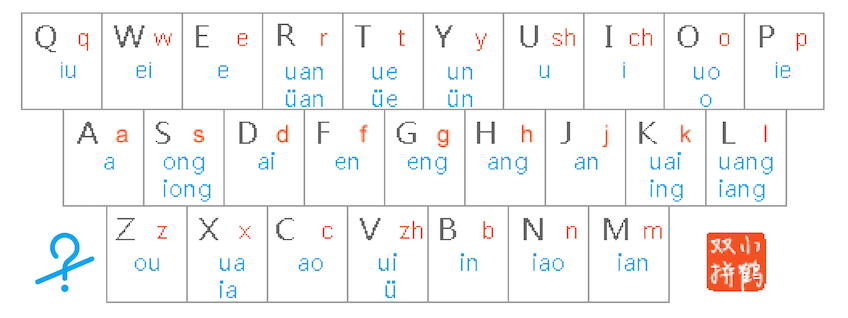 Q q W w E e R r T t Y y U sh I ch O o P p
iu ei e uan ue un u i uo ie
üan üe ün o
A a S s D d F f G g H h J j K k L l
a ong ai en eng ang an uai uang
iong ing iang
Z z X x C c V zh B b N n M m
ou ua ao ui in iao ian
ia ü
双小
拼鹤